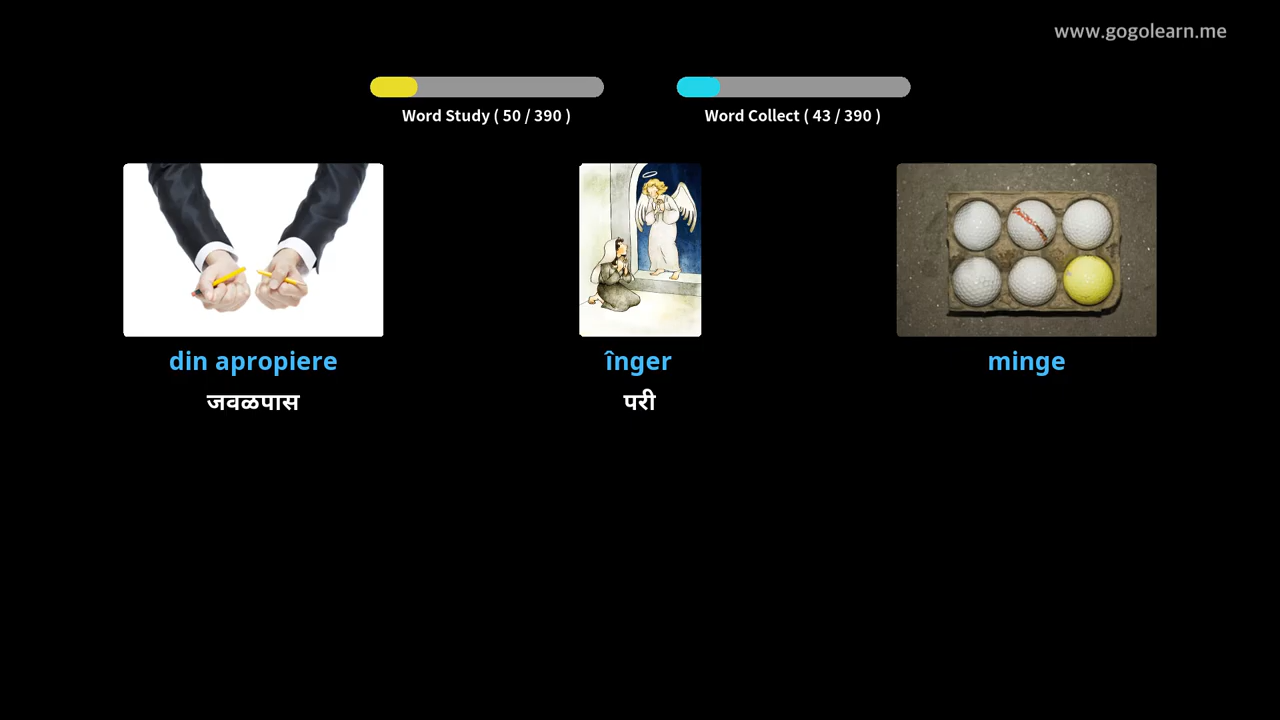 www.gogolearn.me
Word Study ( 50 / 390 )
Word Collect ( 43 / 390 )
din apropiere
जवळपास
înger
परी
minge